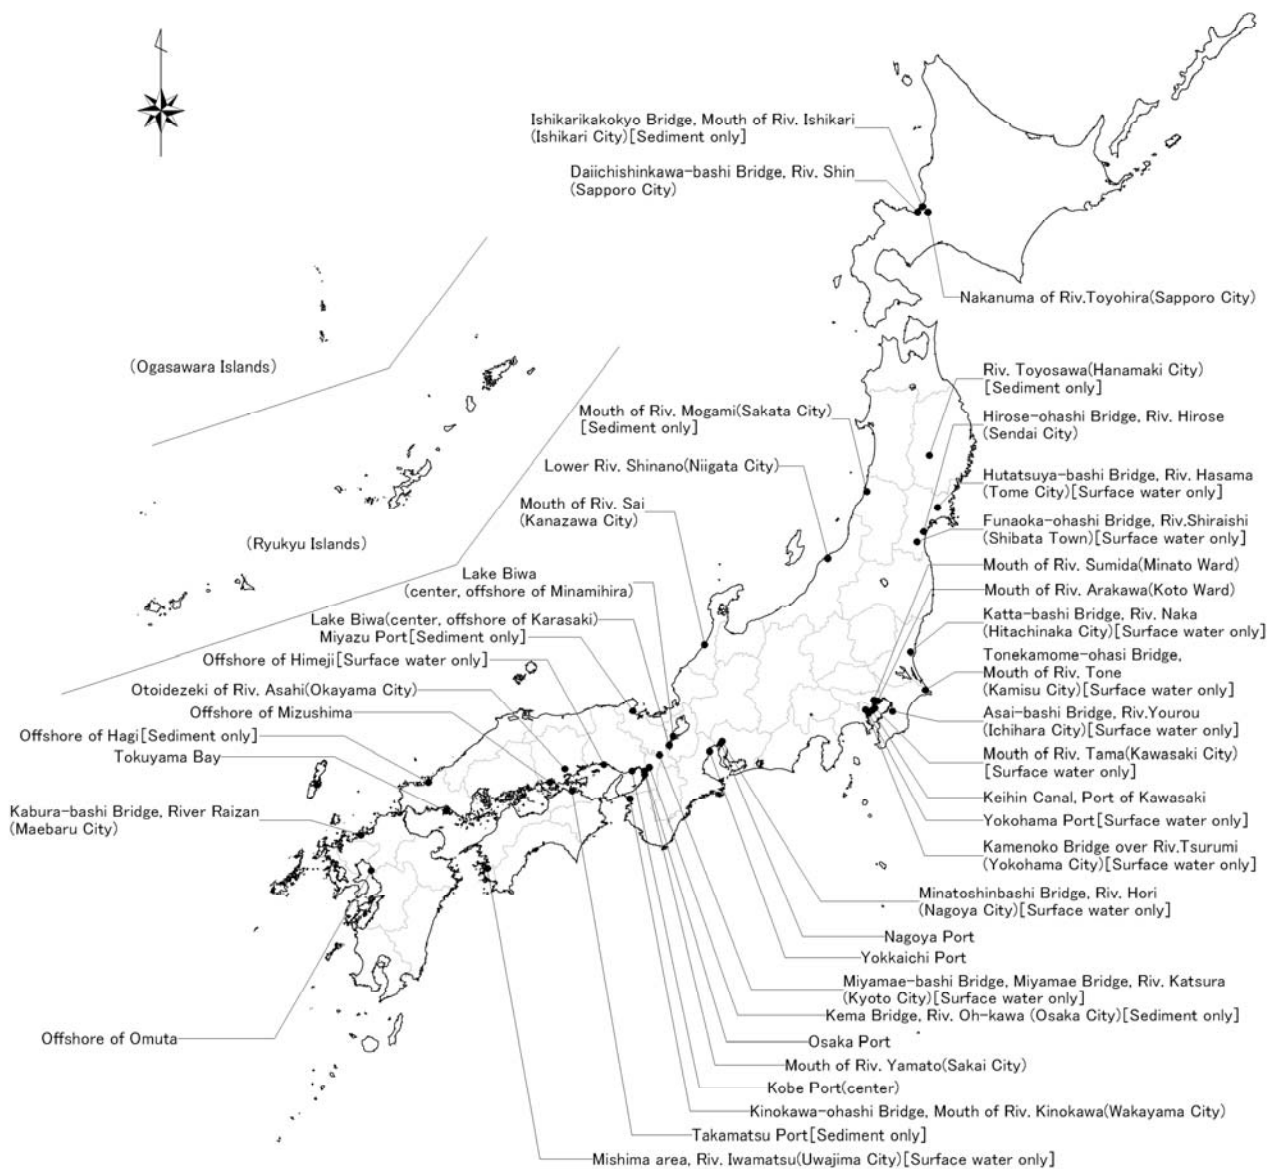 Ishikarikakokyo Bridge, Mouth of Riv. Ishikari
(Ishikari City)[Sediment only]
Daiichishinkawa-bashi Bridge, Riv. Shin
(Sapporo City)
Nakanuma of Riv.Toyohira(Sapporo City)
(Ogasawara Islands)
(Ryukyu Islands)
Mouth of Riv. Mogami(Sakata City)
[Sediment only]
Lower Riv. Shinano(Niigata City)
Mouth of Riv. Sai
(Kanazawa City)
Lake Biwa
(center, offshore of Minamihira)
Lake Biwa(center, offshore of Karasaki)
Miyazu Port[Sediment only]
Offshore of Himeji[Surface water only]
Otoidezeki of Riv. Asahi(Okayama City)
Offshore of Mizushima
Offshore of Hagi[Sediment only]
Tokuyama Bay
Kabura-bashi Bridge, River Raizan
(Maebaru City)
Offshore of Omuta
Riv. Toyosawa(Hanamaki City)
[Sediment only]
Hirose-ohashi Bridge, Riv. Hirose
(Sendai City)
Hutatsuya-bashi Bridge, Riv. Hasama
(Tome City)[Surface water only]
Funaoka-ohashi Bridge, Riv.Shiraishi
(Shibata Town)[Surface water only]
Mouth of Riv. Sumida(Minato Ward)
Mouth of Riv. Arakawa(Koto Ward)
Katta-bashi Bridge, Riv. Naka
(Hitachinaka City)[Surface water only]
Tonekamome-ohasi Bridge,
Mouth of Riv. Tone
(Kamisu City)[Surface water only]
Asai-bashi Bridge, Riv.Yourou
(Ichihara City)[Surface water only]
Mouth of Riv. Tama(Kawasaki City)
[Surface water only]
Keihin Canal, Port of Kawasaki
Yokohama Port[Surface water only]
Kamenoko Bridge over Riv.Tsurumi
(Yokohama City)[Surface water only]
Minatoshinbashi Bridge, Riv. Hori
(Nagoya City)[Surface water only]
Nagoya Port
Yokkaichi Port
Miyamae-bashi Bridge, Miyamae Bridge, Riv. Katsura
(Kyoto City)[Surface water only]
Kema Bridge, Riv. Oh-kawa (Osaka City)[Sediment only]
Osaka Port
Mouth of Riv. Yamato(Sakai City)
Kobe Port(center)
Kinokawa-ohashi Bridge, Mouth of Riv. Kinokawa(Wakayama City)
Takamatsu Port[Sediment only]
Mishima area, Riv. Iwamatsu(Uwajima City)[Surface water only]